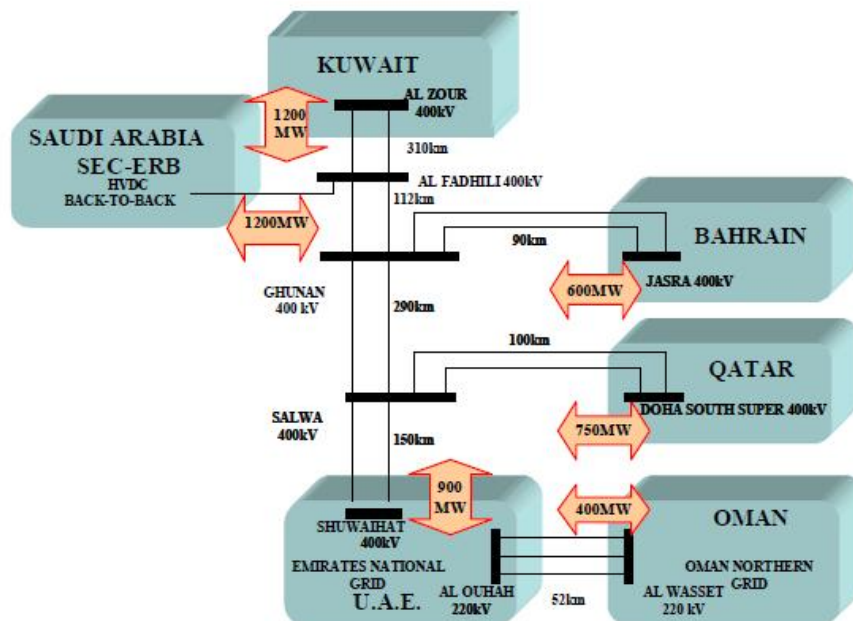 KUWAIT
AL ZOUR
400kV
1200
MW
310km
SAUDI ARABIA
SEC-ERB
HVDC
BACK-TO-BACK
AL FADHILI 400kV
112km
1200MW
90km
BAHRAIN
JASRA 400kV
600MW
GHUNAN
400 kV
290km
100km
QATAR
DOHA SOUTH SUPER 400kV
750MW
SALWA
400kV
150km
900
MW
400MW
SHUWAIHAT
400kV
EMIRATES NATIONAL
GRID
U.A.E.
AL OUHAH
220kV
52km
OMAN
OMAN NORTHERN
GRID
AL WASSET
220 kV